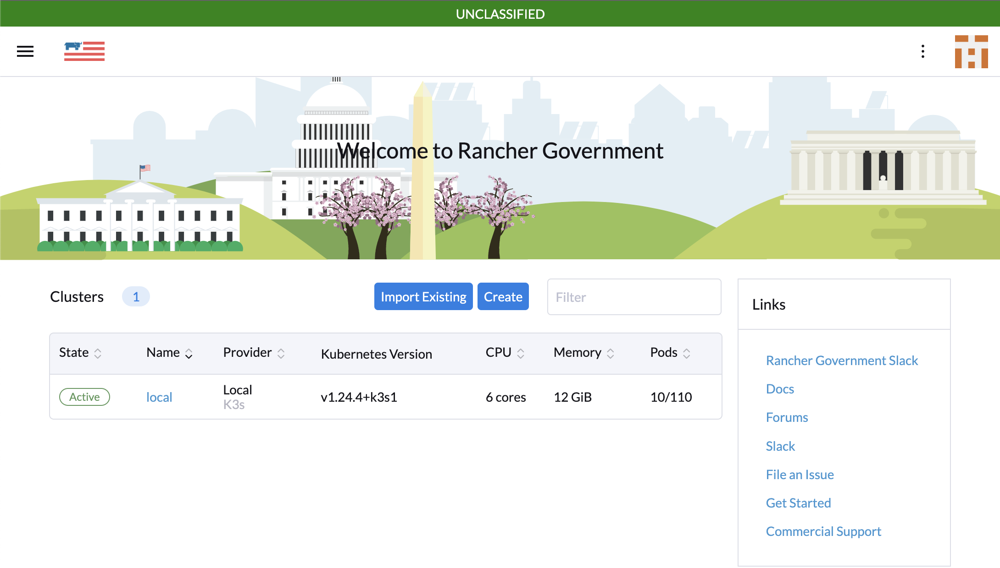 UNCLASSIFIED
Welcome to Rancher Government
Clusters 1 Import Existing Create Filter
State Name Provider Kubernetes Version CPU Memory Pods
Active local Local K3s v1.24.4+k3s1 6 cores 12 GiB 10/110
Links
Rancher Government Slack
Docs
Forums
Slack
File an Issue
Get Started
Commercial Support